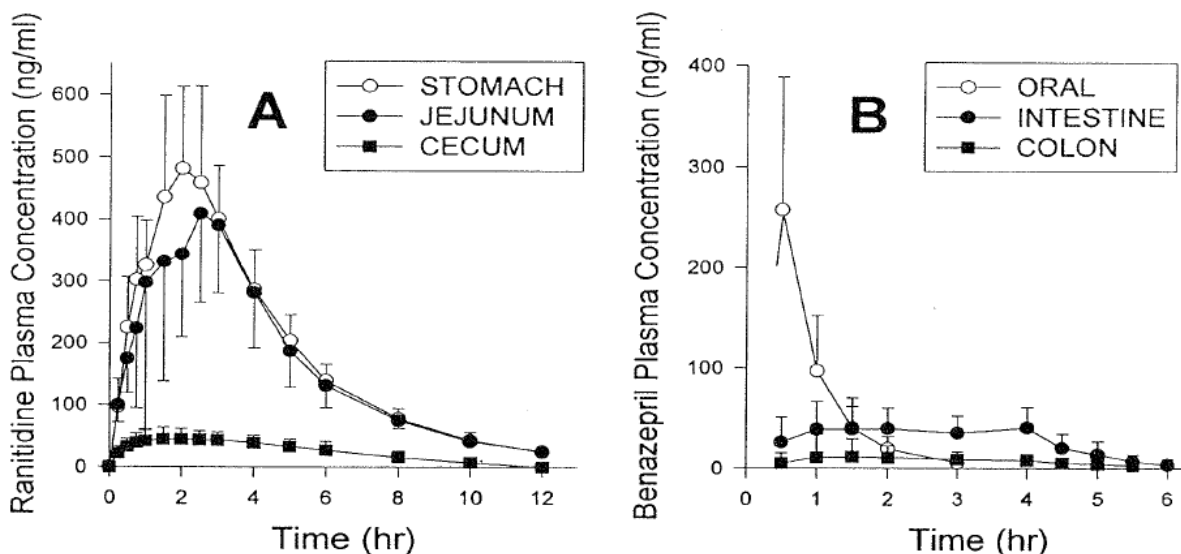 Ranitidine Plasma Concentration (ng/ml)
600
500
400
300
200
100
0
A
STOMACH
JEJUNUM
CECUM
0 2 4 6 8 10 12
Time (hr)
Benazepril Plasma Concentration (ng/ml)
400
300
200
100
0
B
ORAL
INTESTINE
COLON
0 1 2 3 4 5 6
Time (hr)